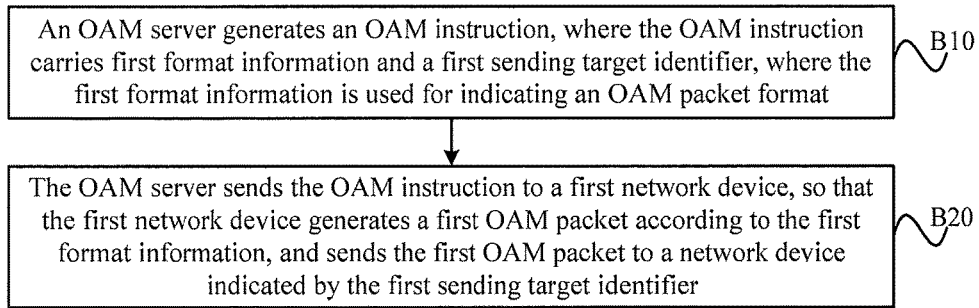 An OAM server generates an OAM instruction, where the OAM instruction
carries first format information and a first sending target identifier, where the
first format information is used for indicating an OAM packet format
B10
The OAM server sends the OAM instruction to a first network device, so that
the first network device generates a first OAM packet according to the first
format information, and sends the first OAM packet to a network device
indicated by the first sending target identifier
B20